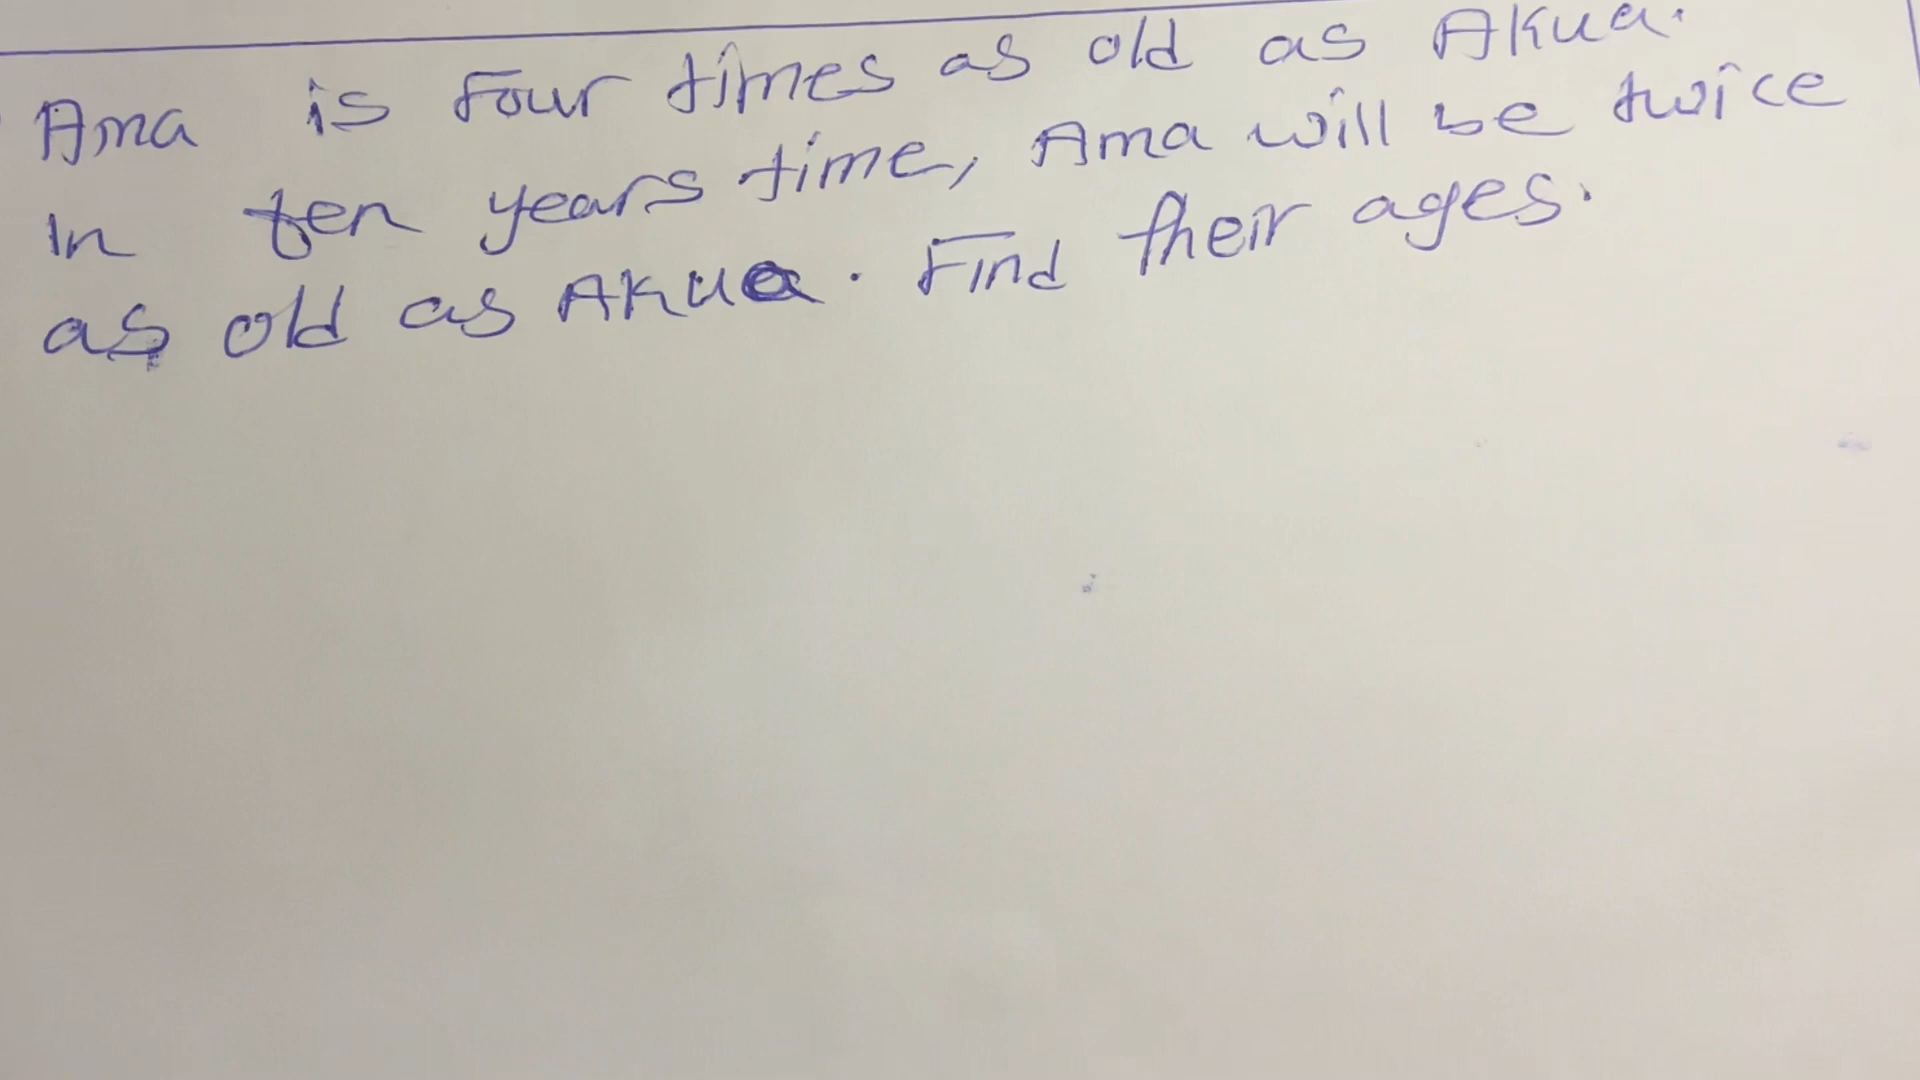 Ama is four times as old as Akua.
In ten years time, Ama will be twice
as old as Akua. Find their ages.